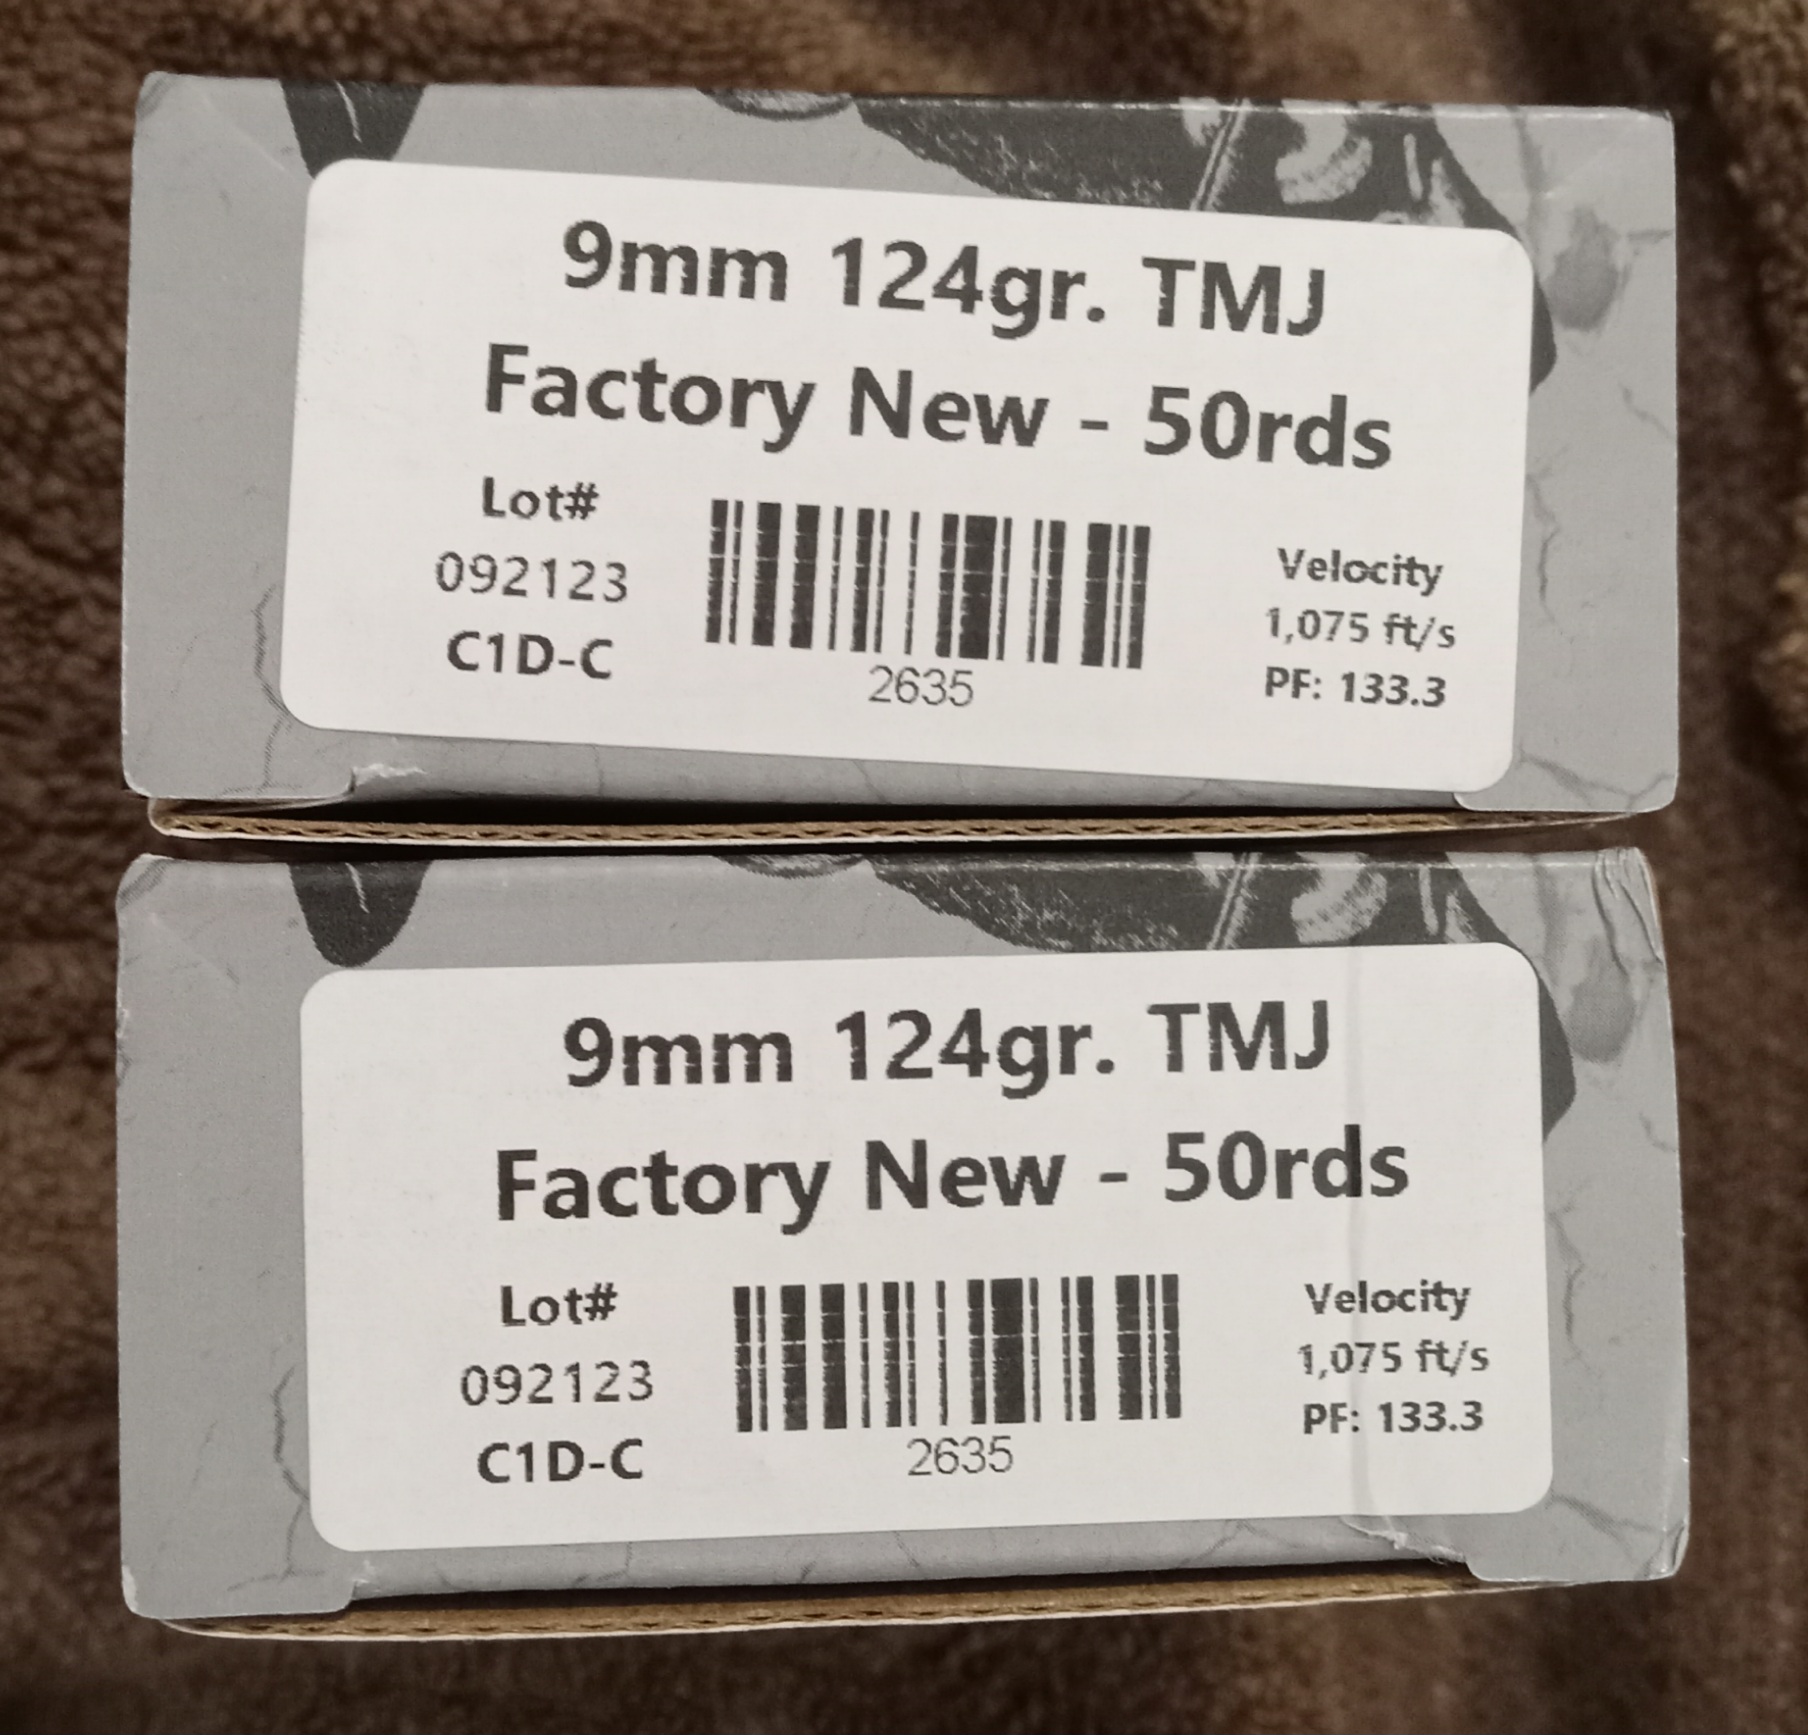 9mm 124gr. TMJ
Factory New - 50rds
Lot#
092123
C1D-C
2635
Velocity
1,075 ft/s
PF: 133.3
9mm 124gr. TMJ
Factory New - 50rds
Lot#
092123
C1D-C
2635
Velocity
1,075 ft/s
PF: 133.3